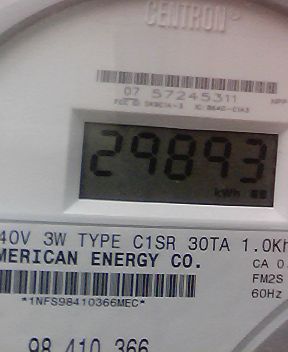 CENTRON®
07 57245311
29893
kWh
40V 3W TYPE C1SR 30TA 1.0Kh
MERICAN ENERGY CO.
CA 0.
FM2S
60Hz
*1NFS98410366MEC*
98 410 366